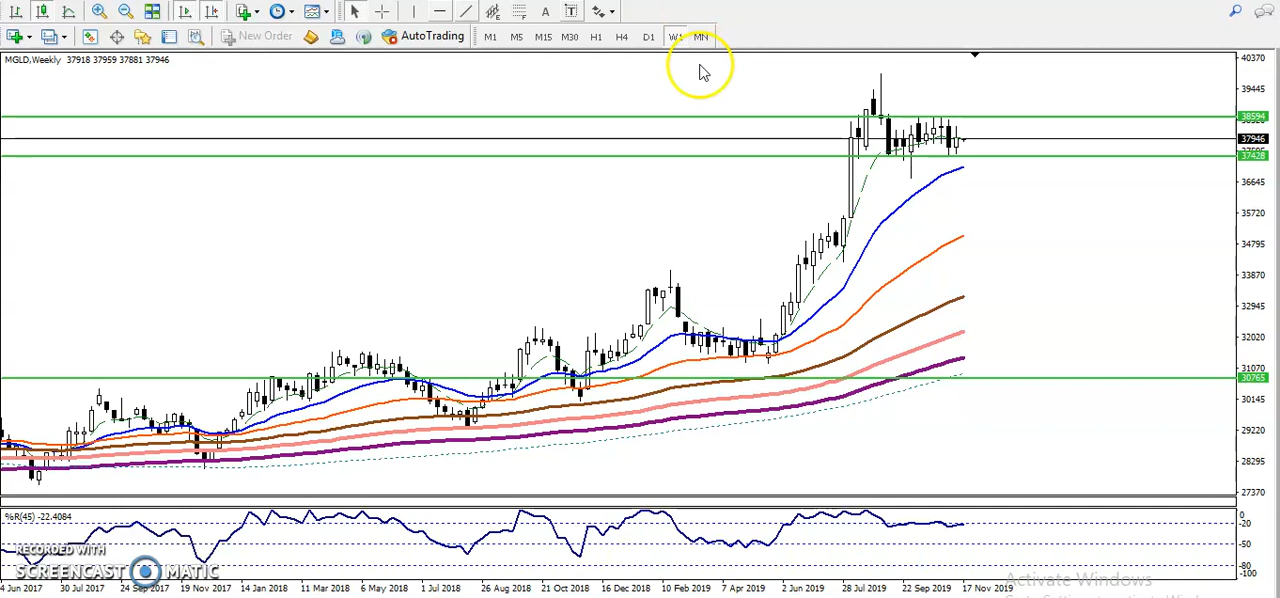 A
T
New Order
AutoTrading
M1 M5 M15 M30 H1 H4 D1 W1 MN
MGLD,Weekly 37918 37959 37881 37946
40370
39445
38594
37946
37428
36645
35720
34795
33870
32945
32020
31070
30765
30145
29220
28295
27370
%R(45) -22.4084
0
-20
-50
-80
-100
RECORDED WITH
SCREENCAST MATIC
Activate Windows
4 Jun 2017 30 Jul 2017 24 Sep 2017 19 Nov 2017 14 Jan 2018 11 Mar 2018 6 May 2018 1 Jul 2018 26 Aug 2018 21 Oct 2018 16 Dec 2018 10 Feb 2019 7 Apr 2019 2 Jun 2019 28 Jul 2019 22 Sep 2019 17 Nov 2019